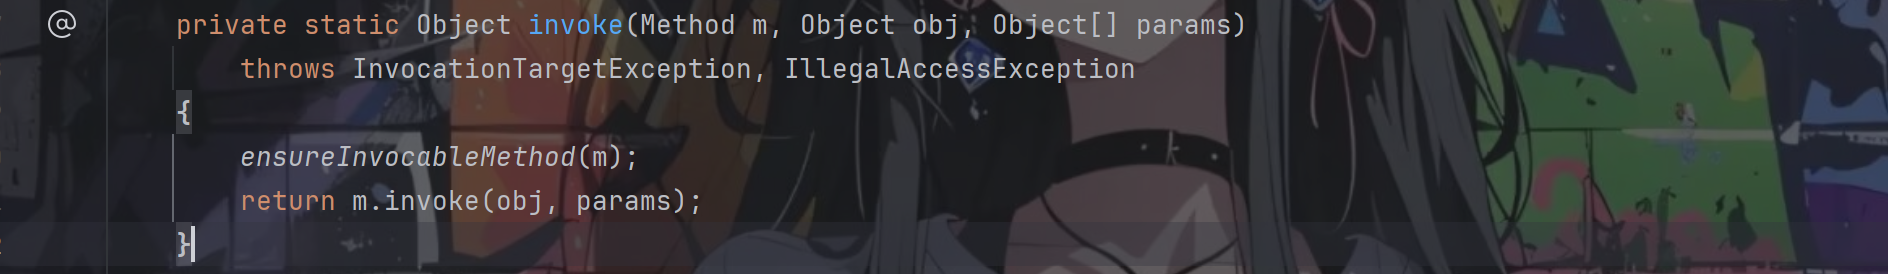 @ private static Object invoke(Method m, Object obj, Object[] params)
throws InvocationTargetException, IllegalAccessException
{
ensureInvocableMethod(m);
return m.invoke(obj, params);
}